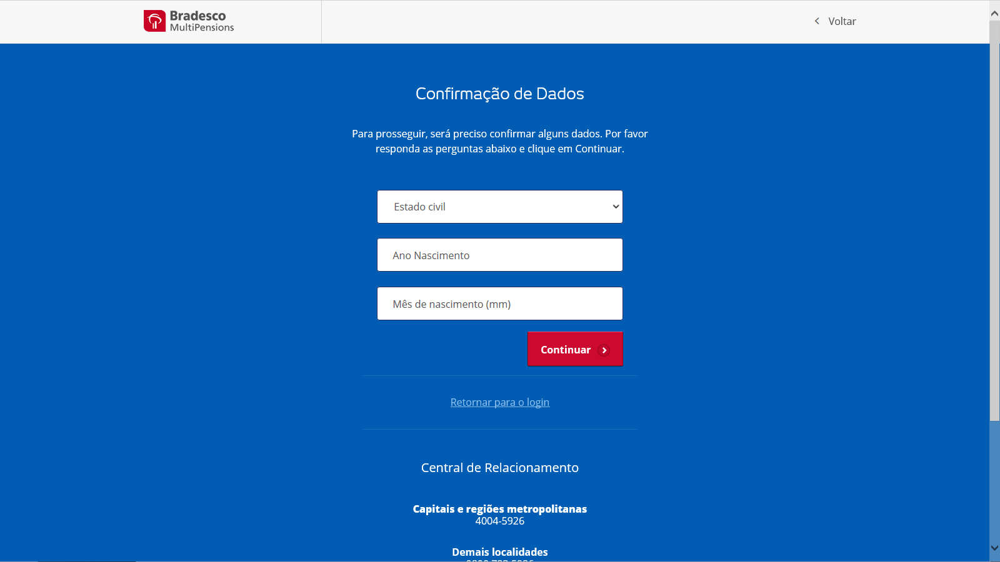 Bradesco
MultiPensions
Voltar
Confirmação de Dados
Para prosseguir, será preciso confirmar alguns dados. Por favor
responda as perguntas abaixo e clique em Continuar.
Estado civil
Ano Nascimento
Mês de nascimento (mm)
Continuar
Retornar para o login
Central de Relacionamento
Capitais e regiões metropolitanas
4004-5926
Demais localidades